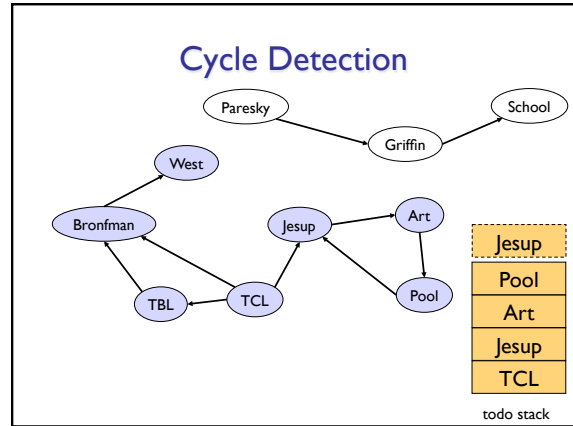 Cycle Detection
Paresky
School
Griffin
West
Bronfman
Jesup
Art
Jesup
TBL
TCL
Pool
Pool
Art
Jesup
TCL
todo stack